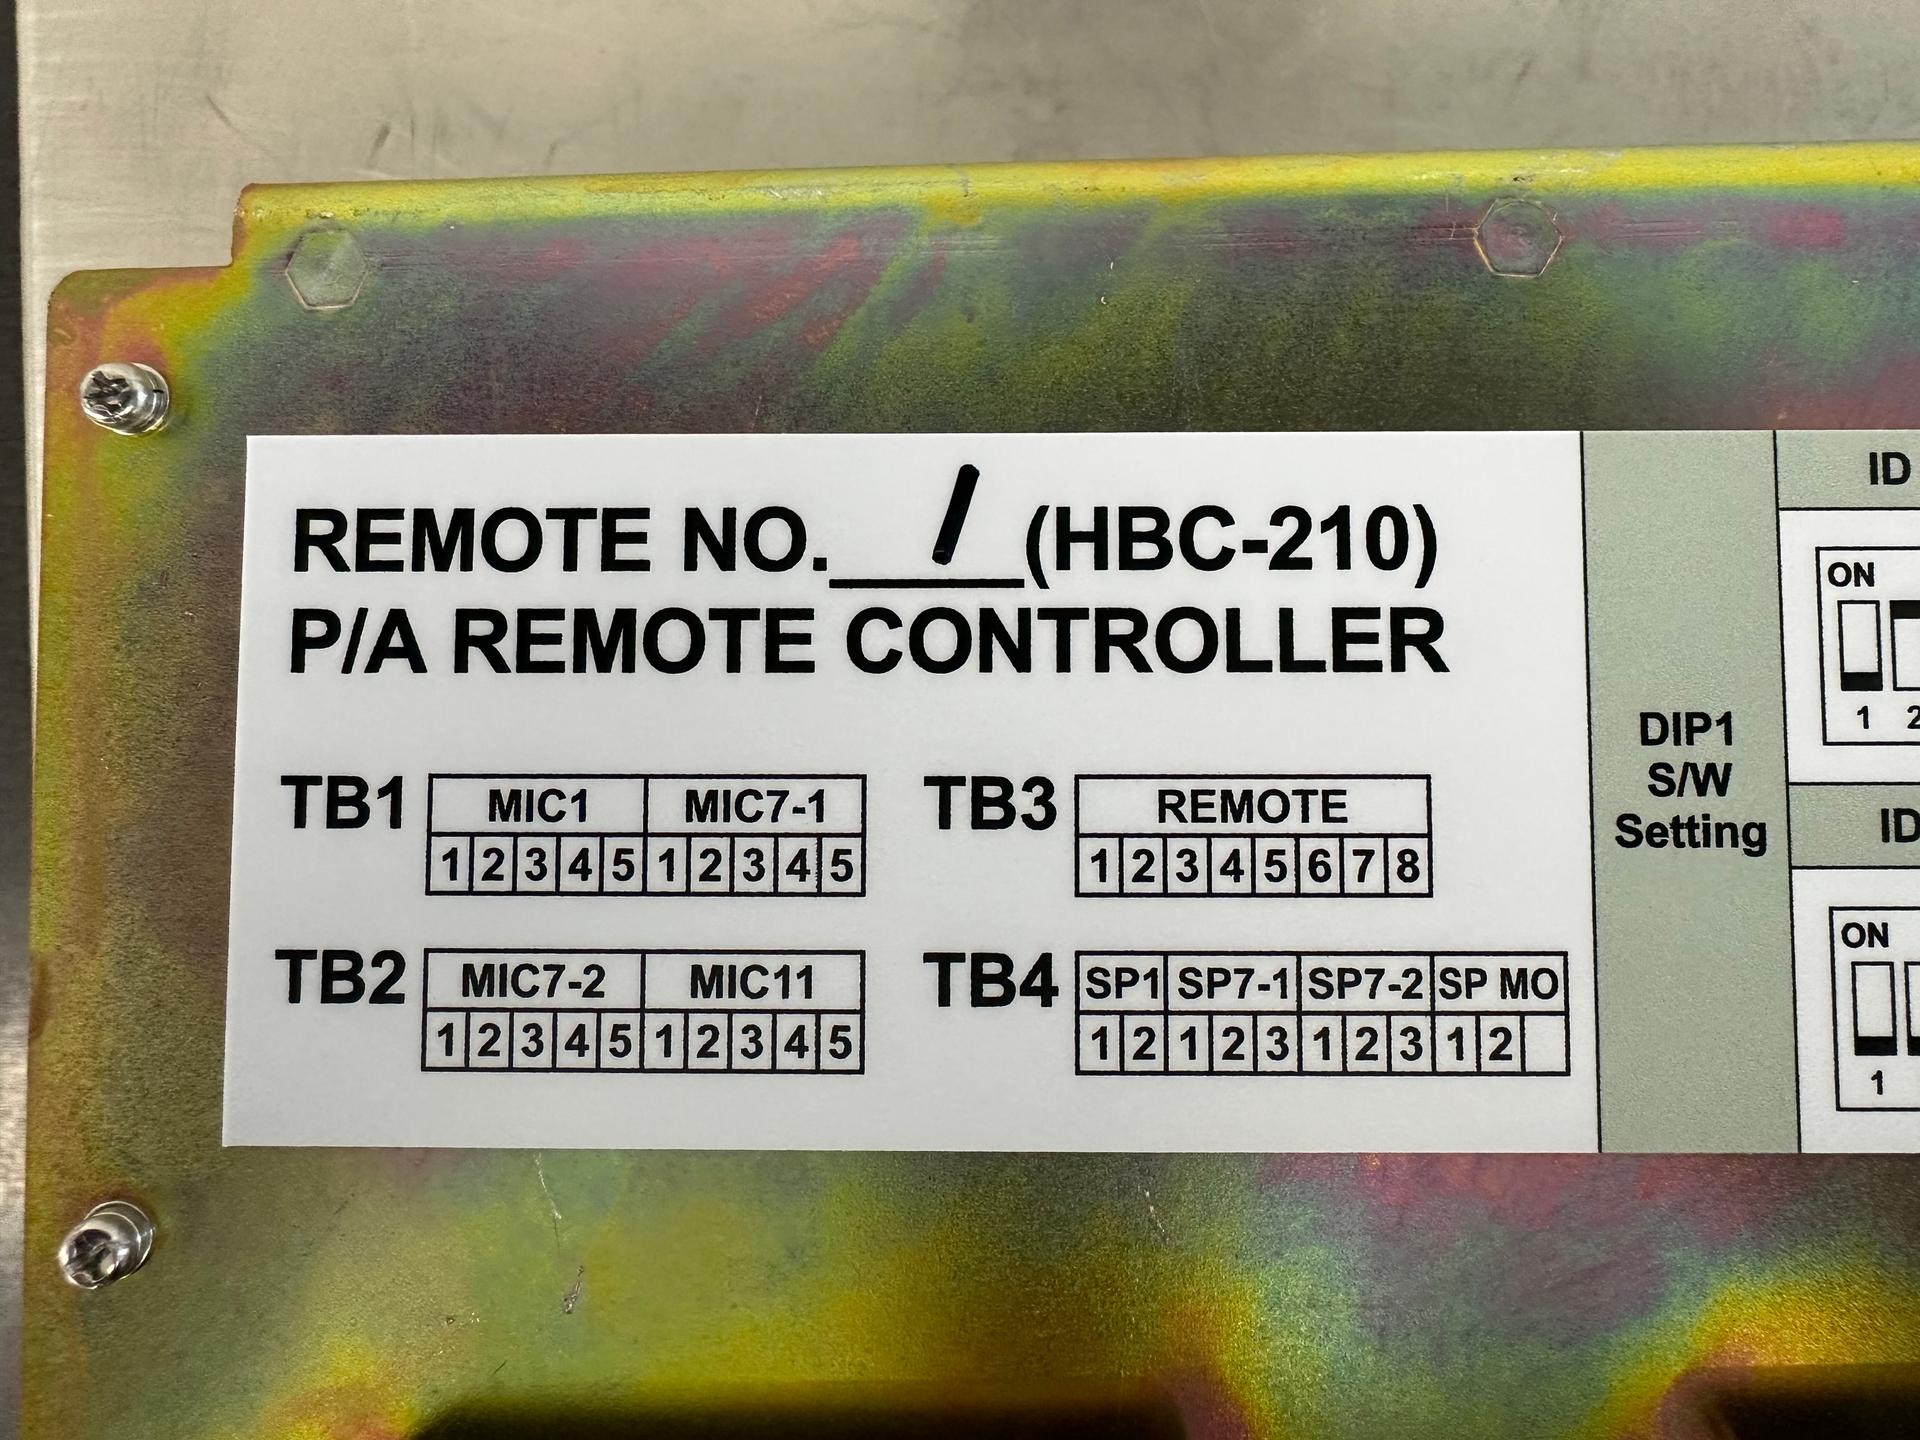 REMOTE NO. 1 (HBC-210)
P/A REMOTE CONTROLLER
TB1 MIC1 MIC7-1
1 2 3 4 5 1 2 3 4 5
TB3 REMOTE
1 2 3 4 5 6 7 8
TB2 MIC7-2 MIC11
1 2 3 4 5 1 2 3 4 5
TB4 SP1 SP7-1 SP7-2 SP MO
1 2 1 2 3 1 2 3 1 2
DIP1
S/W
Setting
ID
ON
1 2
ID
ON
1